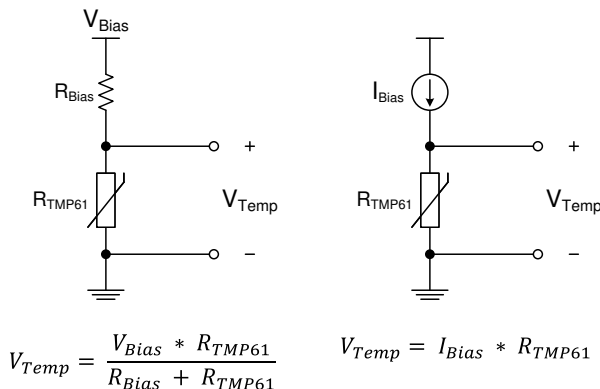 V_Bias
R_Bias
+
R_TMP61
V_Temp
−
I_Bias
+
R_TMP61
V_Temp
−
V_Temp = (V_Bias * R_TMP61) / (R_Bias + R_TMP61)
V_Temp = I_Bias * R_TMP61